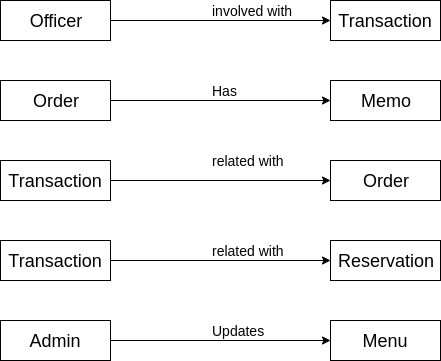 Officer involved with Transaction
Order Has Memo
Transaction related with Order
Transaction related with Reservation
Admin Updates Menu